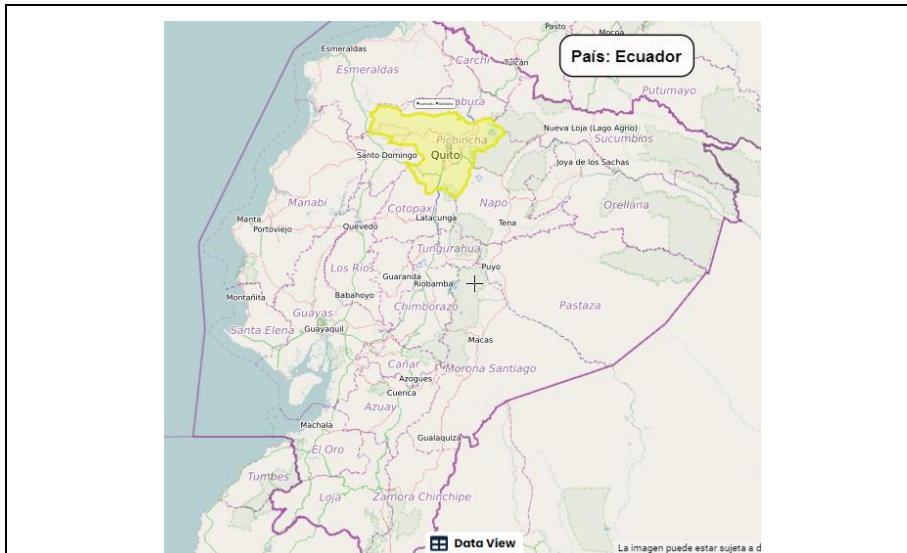 Pasto
Mocoa
Esmeraldas
Tulcan
País: Ecuador
Carchi
Esmeraldas
Putumayo
abura
Nueva Loja (Lago Agrio)
Pichincha
Sucumbios
Santo Domingo
Quito
Joya de los Sachas
Manabí
Cotopaxi
Napo
Orellana
Manta
Latacunga
Tena
Portoviejo
Quevedo
Tungurahua
Los Ríos
Guaranda
Puyo
Riobamba
Montañita
Babahoyo
Chimborazo
Pastaza
Guayas
Santa Elena
Guayaquil
Macas
Cañar
Morona Santiago
Azogues
Cuenca
Azuay
Machala
Gualaquiza
El Oro
Tumbes
Loja
Zamora Chinchipe
Data View
La imagen puede estar sujeta a d